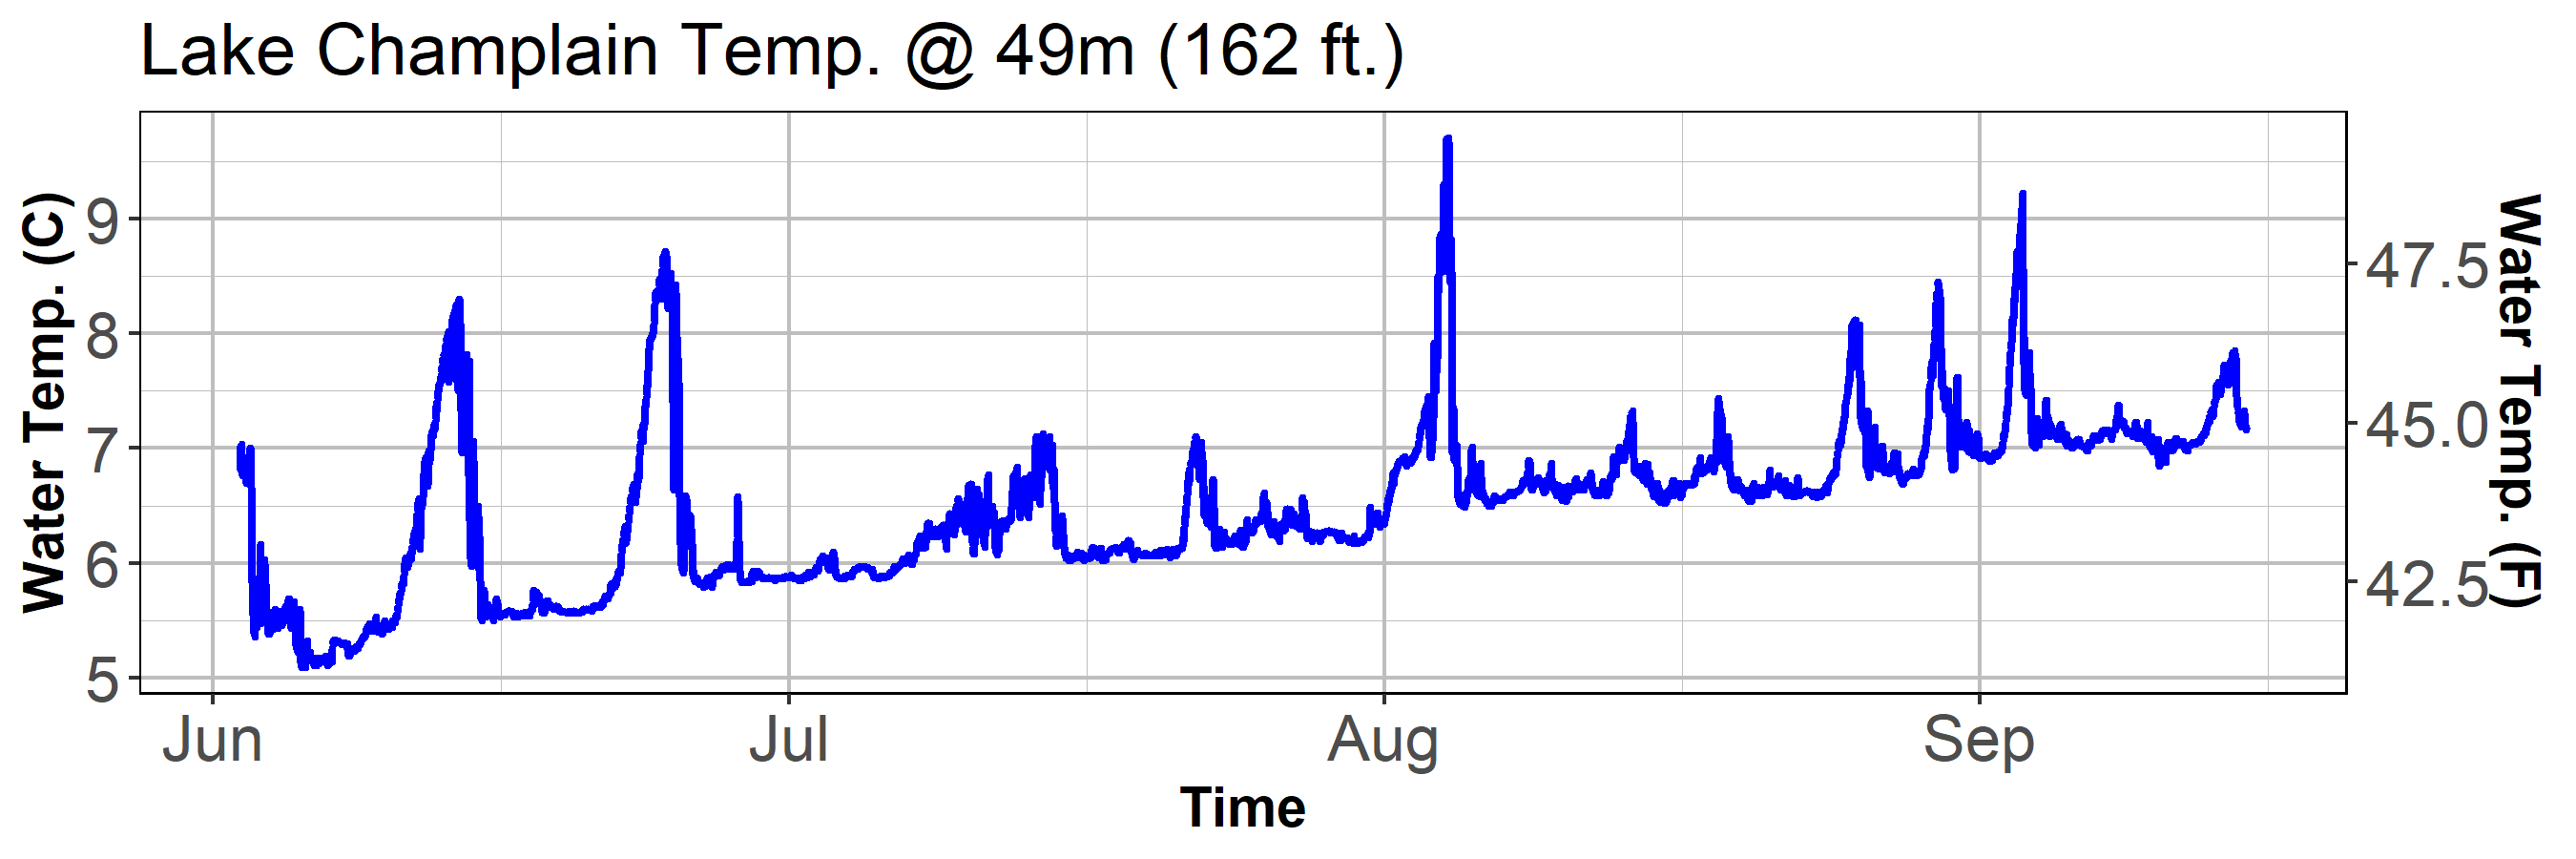 Lake Champlain Temp. @ 49m (162 ft.)
Water Temp. (C)
9
8
7
6
5
47.5
45.0
42.5
Water Temp. (F)
Jun Jul Aug Sep
Time